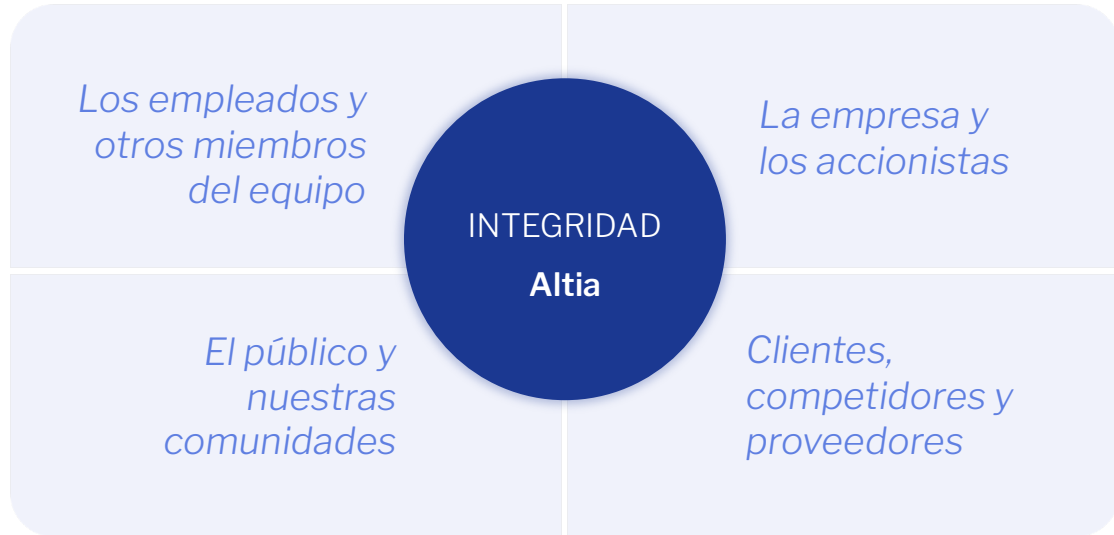 Los empleados y
otros miembros
del equipo
La empresa y
los accionistas
INTEGRIDAD
Altia
El público y
nuestras
comunidades
Clientes,
competidores y
proveedores